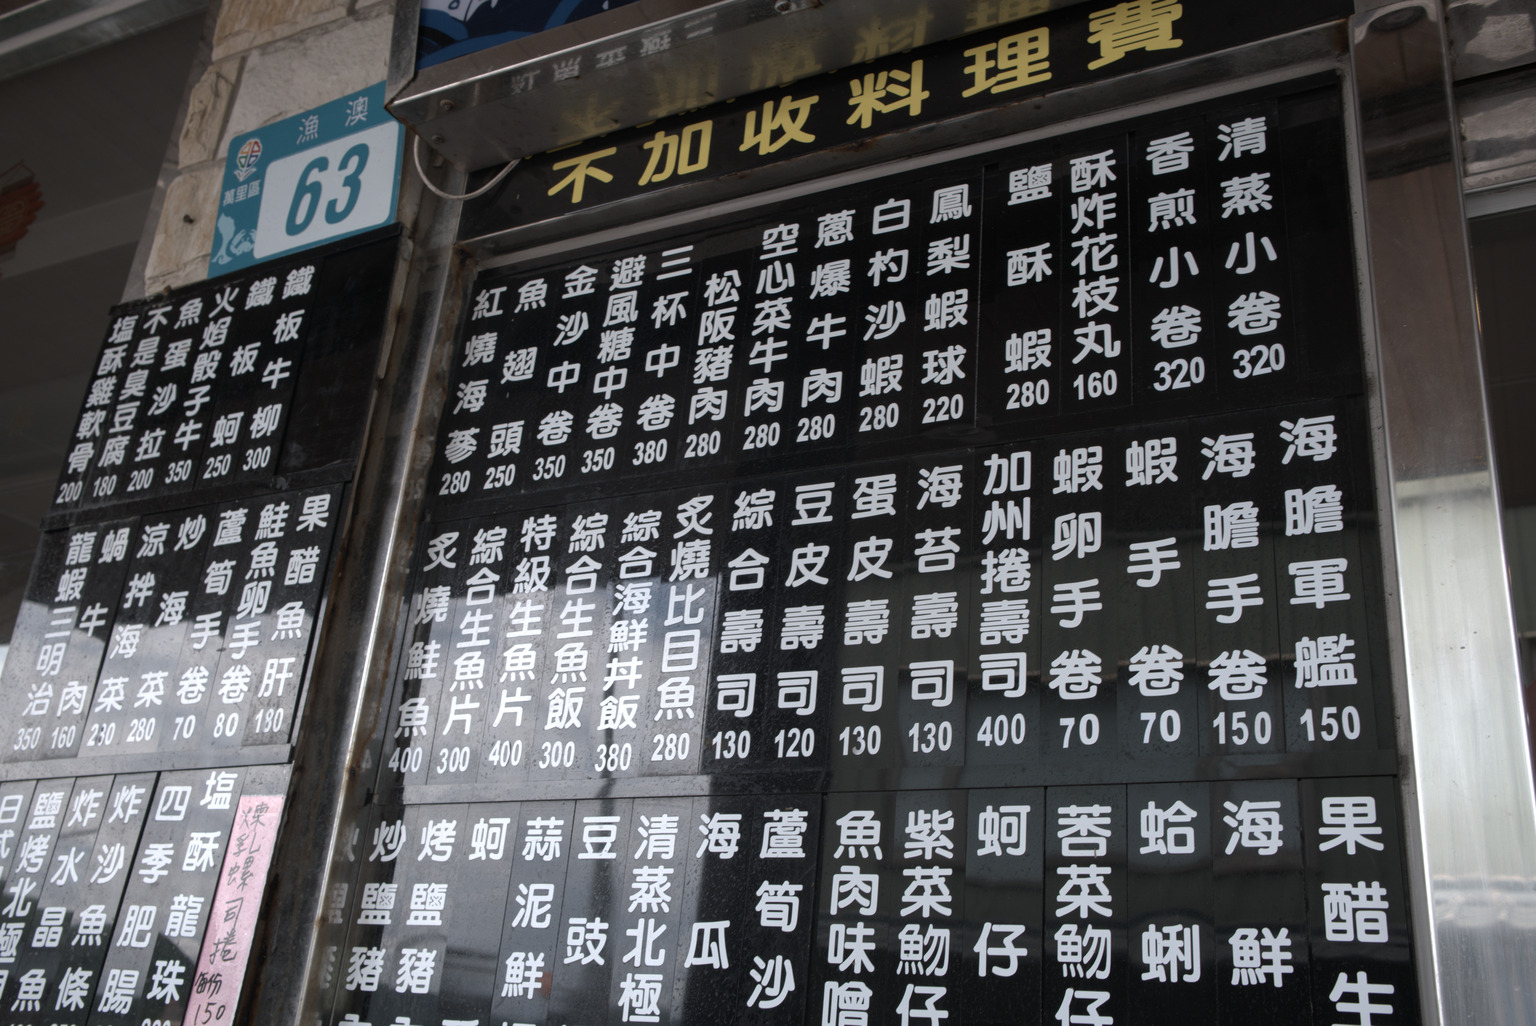 不加收料理費
漁澳
萬里區
63
清蒸小卷 320
香煎小卷 320
酥炸花枝丸 160
鹽酥蝦 280
鳳梨蝦球 220
白杓沙蝦 280
蔥爆牛肉 280
空心菜牛肉 280
松阪豬肉 280
三杯中卷 380
避風糖中卷 350
金沙中卷 350
魚翅頭 250
紅燒海蔘 280
海膽軍艦 150
海膽手卷 150
蝦手卷 70
蝦卵手卷 70
加州捲壽司 400
海苔壽司 130
蛋皮壽司 130
豆皮壽司 120
綜合壽司 130
炙燒比目魚 280
綜合海鮮丼飯 380
綜合生魚飯 300
特級生魚片 400
綜合生魚片 300
炙燒鮭魚 400
果醋牛
海鮮
蛤蜊
苦菜魩仔
蚵仔
紫菜魩仔
魚肉味噌
蘆筍沙
海瓜
清蒸北極
豆豉
蒜泥鮮
蚵
烤鹽豬
炒鹽豬
鐵板牛柳 300
鐵板蚵 250
火焰骰子牛 350
魚蛋沙拉 200
不是臭豆腐 180
塩酥雞軟骨 200
果醋魚肝 180
鮭魚卵手卷 80
蘆筍手卷 70
炒海菜 280
涼拌海菜 230
蝸牛肉 160
龍蝦三明治 350
塩酥龍珠
四季肥腸
炸沙魚條
炸水晶魚
鹽烤北極
日式
司捲
150